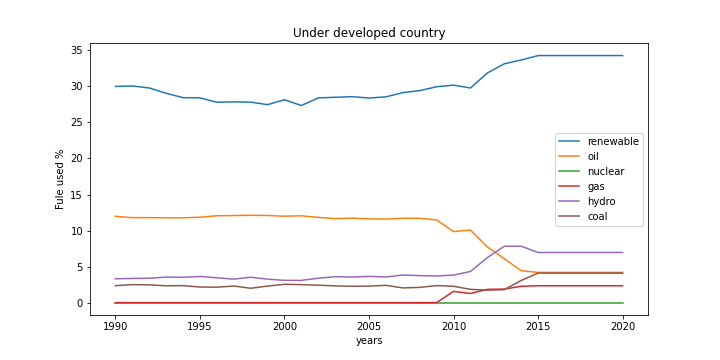 Under developed country
35
30
25
20
15
10
5
0
Fule used %
renewable
oil
nuclear
gas
hydro
coal
1990 1995 2000 2005 2010 2015 2020
years